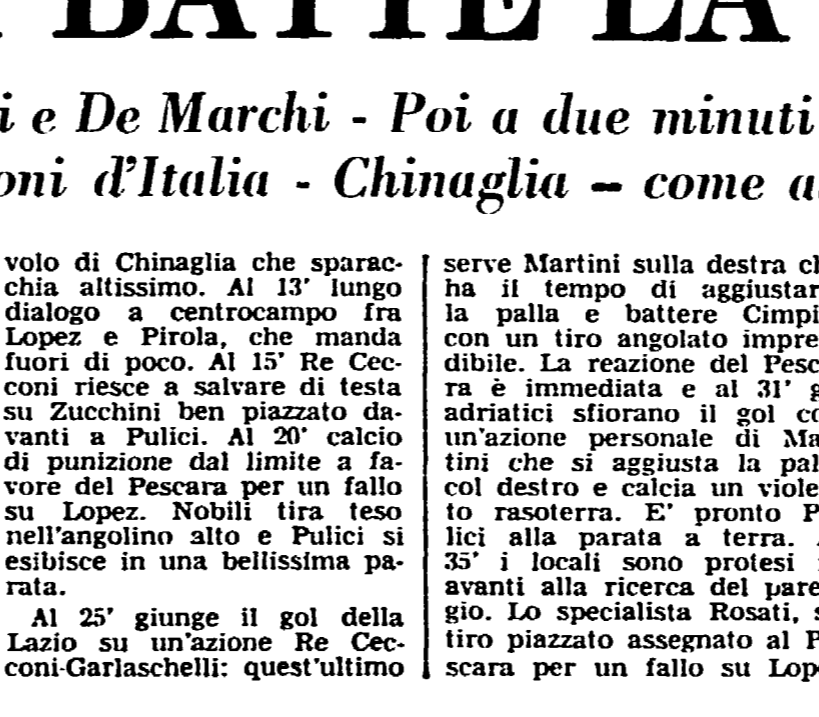 BATTE LA
i e De Marchi - Poi a due minuti
oni d'Italia - Chinaglia - come a
volo di Chinaglia che sparac-
chia altissimo. Al 13' lungo
dialogo a centrocampo fra
Lopez e Pirola, che manda
fuori di poco. Al 15' Re Cec-
coni riesce a salvare di testa
su Zucchini ben piazzato da-
vanti a Pulici. Al 20' calcio
di punizione dal limite a fa-
vore del Pescara per un fallo
su Lopez. Nobili tira teso
nell'angolino alto e Pulici si
esibisce in una bellissima pa-
rata.
Al 25' giunge il gol della
Lazio su un'azione Re Cec-
coni-Garlaschelli: quest'ultimo
serve Martini sulla destra ch
ha il tempo di aggiustar
la palla e battere Cimpi
con un tiro angolato impre
dibile. La reazione del Pesc
ra è immediata e al 31' g
adriatici sfiorano il gol co
un'azione personale di Ma
tini che si aggiusta la pal
col destro e calcia un viole
to rasoterra. E' pronto P
lici alla parata a terra. A
35' i locali sono protesi i
avanti alla ricerca del pare
gio. Lo specialista Rosati, s
tiro piazzato assegnato al P
scara per un fallo su Lop